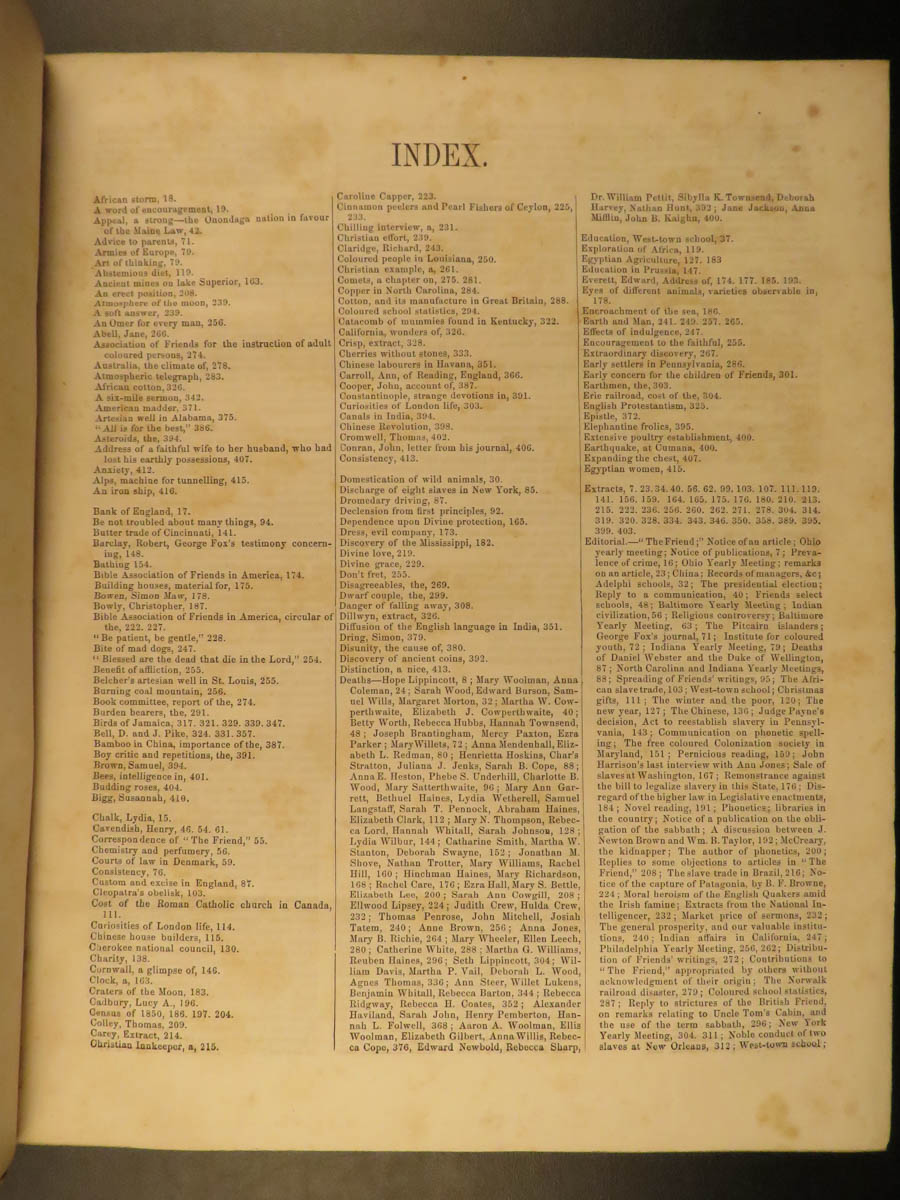 INDEX.
African storm, 18.
A word of encouragement, 19.
Appeal, a strong—the Onondaga nation in favour
of the Maine Law, 42.
Advice to parents, 71.
Armies of Europe, 79.
Art of thinking, 79.
Abstemious diet, 119.
Ancient mines on lake Superior, 163.
An erect position, 208.
Atmosphere of the moon, 239.
A soft answer, 239.
An Omer for every man, 256.
Abell, Jane, 266.
Association of Friends for the instruction of adult
coloured persons, 274.
Australia, the climate of, 278.
Atmospheric telegraph, 283.
African cotton, 326.
A six-mile sermon, 342.
American madder, 371.
Artesian well in Alabama, 375.
"All is for the best," 386.
Asteroids, the, 394.
Address of a faithful wife to her husband, who had
lost his earthly possessions, 407.
Anxiety, 412.
Alps, machine for tunnelling, 415.
An iron ship, 416.
Bank of England, 17.
Be not troubled about many things, 94.
Butter trade of Cincinnati, 141.
Barclay, Robert, George Fox's testimony concern-
ing, 148.
Bathing 154.
Bible Association of Friends in America, 174.
Building houses, material for, 175.
Bowen, Simon Maw, 178.
Bowly, Christopher, 187.
Bible Association of Friends in America, circular of
the, 222. 227.
"Be patient, be gentle," 228.
Bite of mad dogs, 247.
"Blessed are the dead that die in the Lord," 254.
Benefit of affliction, 255.
Belcher's artesian well in St. Louis, 255.
Burning coal mountain, 256.
Book committee, report of the, 274.
Burden bearers, the, 291.
Birds of Jamaica, 317. 321. 329. 339. 347.
Bell, D. and J. Pike, 324. 331. 357.
Bamboo in China, importance of the, 387.
Boy critic and repetitions, the, 391.
Brown, Samuel, 394.
Bees, intelligence in, 401.
Budding roses, 404.
Bigg, Susannah, 410.
Chalk, Lydia, 15.
Cavendish, Henry, 46. 54. 61.
Correspondence of "The Friend," 55.
Chemistry and perfumery, 56.
Courts of law in Denmark, 59.
Consistency, 76.
Custom and excise in England, 87.
Cleopatra's obelisk, 103.
Cost of the Roman Catholic church in Canada,
111.
Curiosities of London life, 114.
Chinese house builders, 115.
Cherokee national council, 130.
Charity, 138.
Cornwall, a glimpse of, 146.
Clock, a, 163.
Craters of the Moon, 183.
Cadbury, Lucy A., 196.
Census of 1850, 186. 197. 204.
Colley, Thomas, 209.
Carey, Extract, 214.
Christian Innkeeper, a, 215.
Caroline Capper, 223.
Cinnamon peelers and Pearl Fishers of Ceylon, 225,
233.
Chilling interview, a, 231.
Christian effort, 239.
Claridge, Richard, 243.
Coloured people in Louisiana, 250.
Christian example, a, 261.
Comets, a chapter on, 275. 281.
Copper in North Carolina, 284.
Cotton, and its manufacture in Great Britain, 288.
Coloured school statistics, 294.
Catacomb of mummies found in Kentucky, 322.
California, wonders of, 326.
Crisp, extract, 328.
Cherries without stones, 333.
Chinese labourers in Havana, 351.
Carroll, Ann, of Reading, England, 366.
Cooper, John, account of, 387.
Constantinople, strange devotions in, 391.
Curiosities of London life, 303.
Canals in India, 394.
Chinese Revolution, 398.
Cromwell, Thomas, 402.
Conran, John, letter from his journal, 406.
Consistency, 413.
Domestication of wild animals, 30.
Discharge of eight slaves in New York, 85.
Dromedary driving, 87.
Declension from first principles, 92.
Dependence upon Divine protection, 165.
Dress, evil company, 173.
Discovery of the Mississippi, 182.
Divine love, 219.
Divine grace, 229.
Don't fret, 255.
Disagreeables, the, 269.
Dwarf couple, the, 299.
Danger of falling away, 308.
Dillwyn, extract, 326.
Diffusion of the English language in India, 351.
Dring, Simon, 379.
Disunity, the cause of, 380.
Discovery of ancient coins, 392.
Distinction, a nice, 413.
Deaths—Hope Lippincott, 8; Mary Woolman, Anna
Coleman, 24; Sarah Wood, Edward Burson, Sam-
uel Wills, Margaret Morton, 32; Martha W. Cow-
perthwaite, Elizabeth J. Cowperthwaite, 40;
Betty Worth, Rebecca Hubbs, Hannah Townsend,
48; Joseph Brantingham, Mercy Paxton, Ezra
Parker; Mary Willets, 72; Anna Mendenhall, Eliz-
abeth L. Redman, 80; Henrietta Hoskins, Char's
Stratton, Juliana J. Jenks, Sarah B. Cope, 88;
Anna E. Heston, Phebe S. Underhill, Charlotte B.
Wood, Mary Satterthwaite, 96; Mary Ann Gar-
rett, Bethuel Haines, Lydia Wetherell, Samuel
Langstaff, Sarah T. Pennock, Abraham Haines,
Elizabeth Clark, 112; Mary N. Thompson, Rebec-
ca Lord, Hannah Whitall, Sarah Johnson, 128;
Lydia Wilbur, 144; Catharine Smith, Martha W.
Stanton, Deborah Swayne, 152; Jonathan M.
Shove, Nathan Trotter, Mary Williams, Rachel
Hill, 160; Hinchman Haines, Mary Richardson,
168; Rachel Care, 176; Ezra Hall, Mary S. Bettle,
Elizabeth Lee, 200; Sarah Ann Cowgill, 208;
Ellwood Lipsey, 224; Judith Crew, Hulda Crew,
232; Thomas Penrose, John Mitchell, Josiah
Tatem, 240; Anne Brown, 256; Anna Jones,
Mary B. Richie, 264; Mary Wheeler, Ellen Leech,
280; Catherine White, 288; Martha G. Williams,
Reuben Haines, 296; Seth Lippincott, 304; Wil-
liam Davis, Martha P. Vail, Deborah L. Wood,
Agnes Thomas, 336; Ann Steer, Willet Lukens,
Benjamin Whitall, Rebecca Barton, 344; Rebecca
Ridgway, Rebecca H. Coates, 352; Alexander
Haviland, Sarah John, Henry Pemberton, Han-
nah L. Folwell, 368; Aaron A. Woolman, Ellis
Woolman, Elizabeth Gilbert, Anna Willis, Rebec-
ca Cope, 376, Edward Newbold, Rebecca Sharp,
Dr. William Pettit, Sibylla K. Townsend, Deborah
Harvey, Nathan Hunt, 392; Jane Jackson, Anna
Mifflin, John B. Kaighn, 400.
Education, West-town school, 37.
Exploration of Africa, 119.
Egyptian Agriculture, 127. 183
Education in Prussia, 147.
Everett, Edward, Address of, 174. 177. 185. 193.
Eyes of different animals, varieties observable in,
178.
Encroachment of the sea, 186.
Earth and Man, 241. 249. 257. 265.
Effects of indulgence, 247.
Encouragement to the faithful, 255.
Extraordinary discovery, 267.
Early settlers in Pennsylvania, 286.
Early concern for the children of Friends, 301.
Earthmen, the, 303.
Erie railroad, cost of the, 304.
English Protestantism, 325.
Epistle, 372.
Elephantine frolics, 395.
Extensive poultry establishment, 400.
Earthquake, at Cumana, 400.
Expanding the chest, 407.
Egyptian women, 415.
Extracts, 7. 23. 34. 40. 56. 62. 99. 103. 107. 111. 119.
141. 156. 159. 164. 165. 175. 176. 180. 210. 213.
215. 222. 236. 256. 260. 262. 271. 278. 304. 314.
319. 320. 328. 334. 343. 346. 350. 358. 389. 395.
399. 403.
Editorial.—"The Friend;" Notice of an article; Ohio
yearly meeting; Notice of publications, 7; Preva-
lence of crime, 16; Ohio Yearly Meeting; remarks
on an article, 23; China; Records of managers, &c;
Adelphi schools, 32; The presidential election;
Reply to a communication, 40; Friends select
schools, 48; Baltimore Yearly Meeting; Indian
civilization, 56; Religious controversy; Baltimore
Yearly Meeting, 63; The Pitcairn islanders;
George Fox's journal, 71; Institute for coloured
youth, 72; Indiana Yearly Meeting, 79; Deaths
of Daniel Webster and the Duke of Wellington,
87; North Carolina and Indiana Yearly Meetings,
88; Spreading of Friends' writings, 95; The Afri-
can slave trade, 103; West-town school; Christmas
gifts, 111; The winter and the poor, 120; The
new year, 127; The Chinese, 136; Judge Payne's
decision, Act to reestablish slavery in Pennsyl-
vania, 143; Communication on phonetic spell-
ing; The free coloured Colonization society in
Maryland, 151; Pernicious reading, 159; John
Harrison's last interview with Ann Jones; Sale of
slaves at Washington, 167; Remonstrance against
the bill to legalize slavery in this State, 176; Dis-
regard of the higher law in Legislative enactments,
184; Novel reading, 191; Phonetics; libraries in
the country; Notice of a publication on the obli-
gation of the sabbath; A discussion between J.
Newton Brown and Wm. B. Taylor, 192; McCreary,
the kidnapper; The author of phonetics, 200;
Replies to some objections to articles in "The
Friend," 208; The slave trade in Brazil, 216; No-
tice of the capture of Patagonia, by B. F. Browne,
224; Moral heroism of the English Quakers amid
the Irish famine; Extracts from the National In-
telligencer, 232; Market price of sermons, 232;
The general prosperity, and our valuable institu-
tions, 240; Indian affairs in California, 247;
Philadelphia Yearly Meeting, 256, 262; Distribu-
tion of Friends' writings, 272; Contributions to
"The Friend," appropriated by others without
acknowledgment of their origin; The Norwalk
railroad disaster, 279; Coloured school statistics,
287; Reply to strictures of the British Friend,
on remarks relating to Uncle Tom's Cabin, and
the use of the term sabbath, 296; New York
Yearly Meeting, 304. 311; Noble conduct of two
slaves at New Orleans, 312; West-town school;